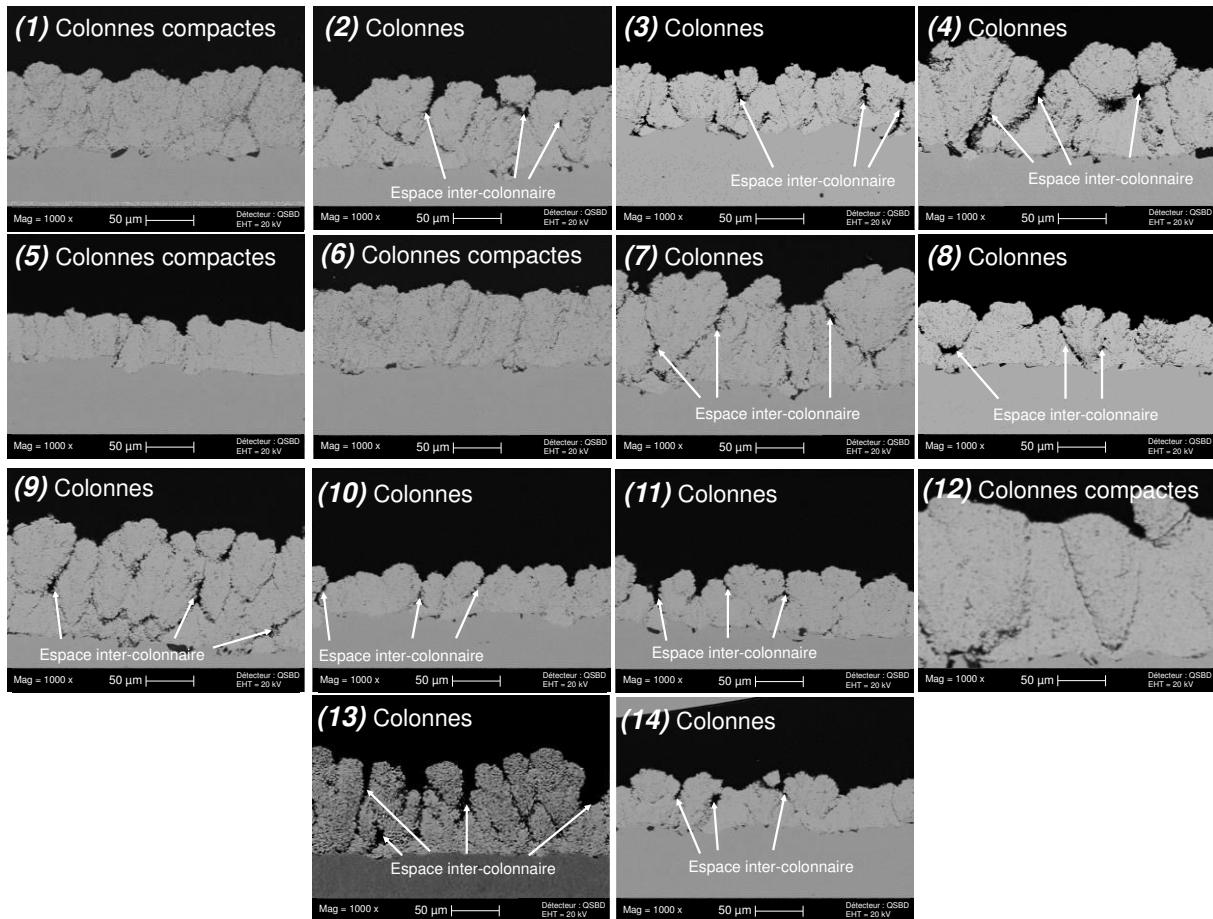 (1) Colonnes compactes
Mag = 1000 x
50 µm
Détecteur : QSBD
EHT = 20 kV
(2) Colonnes
Espace inter-colonnaire
Mag = 1000 x
50 µm
Détecteur : QSBD
EHT = 20 kV
(3) Colonnes
Espace inter-colonnaire
Mag = 1000 x
50 µm
Détecteur : QSBD
EHT = 20 kV
(4) Colonnes
Espace inter-colonnaire
Mag = 1000 x
50 µm
Détecteur : QSBD
EHT = 20 kV
(5) Colonnes compactes
Mag = 1000 x
50 µm
Détecteur : QSBD
EHT = 20 kV
(6) Colonnes compactes
Mag = 1000 x
50 µm
Détecteur : QSBD
EHT = 20 kV
(7) Colonnes
Espace inter-colonnaire
Mag = 1000 x
50 µm
Détecteur : QSBD
EHT = 20 kV
(8) Colonnes
Espace inter-colonnaire
Mag = 1000 x
50 µm
Détecteur : QSBD
EHT = 20 kV
(9) Colonnes
Espace inter-colonnaire
Mag = 1000 x
50 µm
Détecteur : QSBD
EHT = 20 kV
(10) Colonnes
Espace inter-colonnaire
Mag = 1000 x
50 µm
Détecteur : QSBD
EHT = 20 kV
(11) Colonnes
Espace inter-colonnaire
Mag = 1000 x
50 µm
Détecteur : QSBD
EHT = 20 kV
(12) Colonnes compactes
Mag = 1000 x
50 µm
Détecteur : QSBD
EHT = 20 kV
(13) Colonnes
Espace inter-colonnaire
Mag = 1000 x
50 µm
Détecteur : QSBD
EHT = 20 kV
(14) Colonnes
Espace inter-colonnaire
Mag = 1000 x
50 µm
Détecteur : QSBD
EHT = 20 kV